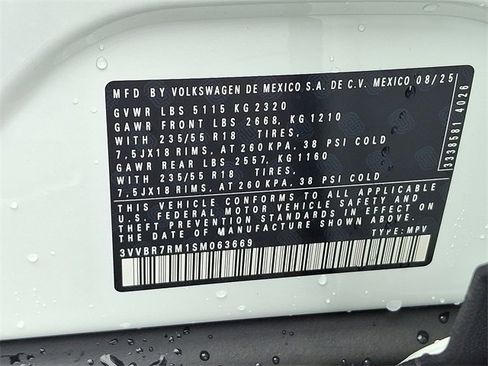 MFD BY VOLKSWAGEN DE MEXICO S.A. DE C.V. MEXICO 08/25
GVWR LBS 5115 KG 2320
GAWR FRONT LBS 2668, KG 1210
WITH 235/55 R18 TIRES,
7,5JX18 RIMS, AT 260 KPA, 38 PSI COLD
GAWR REAR LBS 2557, KG 1160
WITH 235/55 R18 TIRES,
7,5JX18 RIMS, AT 260 KPA, 38 PSI COLD
THIS VEHICLE CONFORMS TO ALL APPLICABLE
U.S. FEDERAL MOTOR VEHICLE SAFETY AND
THEFT PREVENTION STANDARDS IN EFFECT ON
THE DATE OF MANUFACTURE SHOWN ABOVE.
3VVBR7RM1SM063669 TYPE: MPV
3338581 4026